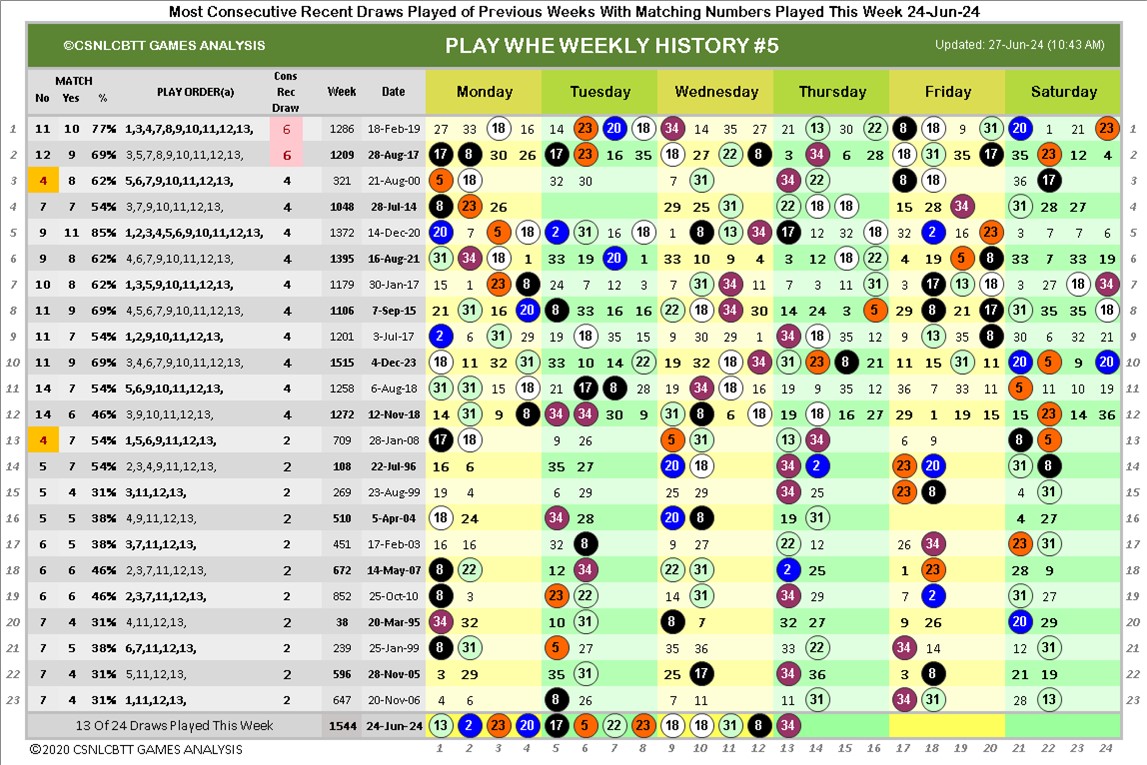 Most Consecutive Recent Draws Played of Previous Weeks With Matching Numbers Played This Week 24-Jun-24
©CSNLCBTT GAMES ANALYSIS PLAY WHE WEEKLY HISTORY #5 Updated: 27-Jun-24 (10:43 AM)
No MATCH Yes % PLAY ORDER(a) Cons Rec Draw Week Date Monday Tuesday Wednesday Thursday Friday Saturday
1 11 10 77% 1,3,4,7,8,9,10,11,12,13, 6 1286 18-Feb-19 27 33 18 16 14 23 20 18 34 14 35 27 21 13 30 22 8 18 9 31 20 1 21 23 1
2 12 9 69% 3,5,7,8,9,10,11,12,13, 6 1209 28-Aug-17 17 8 30 26 17 23 16 35 18 27 22 8 3 34 6 28 18 31 35 17 35 23 12 4 2
3 4 8 62% 5,6,7,9,10,11,12,13, 4 321 21-Aug-00 5 18 32 30 7 31 34 22 8 18 36 17 3
4 7 7 54% 3,7,9,10,11,12,13, 4 1048 28-Jul-14 8 23 26 29 25 31 22 18 18 15 28 34 31 28 27 4
5 9 11 85% 1,2,3,4,5,6,9,10,11,12,13, 4 1372 14-Dec-20 20 7 5 18 2 31 16 18 1 8 13 34 17 12 32 18 32 2 16 23 3 7 7 6 5
6 9 8 62% 4,6,7,9,10,11,12,13, 4 1395 16-Aug-21 31 34 18 1 33 19 20 1 33 10 9 4 3 12 18 22 4 19 5 8 33 7 33 19 6
7 10 8 62% 1,3,5,9,10,11,12,13, 4 1179 30-Jan-17 15 1 23 8 24 7 12 3 7 31 34 11 7 3 11 31 3 17 13 18 3 27 18 34 7
8 11 9 69% 4,5,6,7,9,10,11,12,13, 4 1106 7-Sep-15 21 31 16 20 8 33 16 16 22 18 34 30 14 24 3 5 29 8 21 17 31 35 35 18 8
9 11 7 54% 1,2,9,10,11,12,13, 4 1201 3-Jul-17 2 6 31 29 19 18 35 15 9 30 29 1 34 18 35 12 9 13 35 8 30 6 32 21 9
10 11 9 69% 3,4,6,7,9,10,11,12,13, 4 1515 4-Dec-23 18 11 32 31 33 10 14 22 19 32 18 34 31 23 8 21 11 15 31 11 20 5 9 20 10
11 14 7 54% 5,6,9,10,11,12,13, 4 1258 6-Aug-18 31 31 15 18 21 17 8 28 19 34 18 16 19 9 35 12 36 7 33 11 5 11 10 19 11
12 14 6 46% 3,9,10,11,12,13, 4 1272 12-Nov-18 14 31 9 8 34 34 30 9 31 8 6 18 19 18 16 27 29 1 19 15 15 23 14 36 12
13 4 7 54% 1,5,6,9,11,12,13, 2 709 28-Jan-08 17 18 9 26 5 31 13 34 6 9 8 5 13
14 5 7 54% 2,3,4,9,11,12,13, 2 108 22-Jul-96 16 6 35 27 20 18 34 2 23 20 31 8 14
15 5 4 31% 3,11,12,13, 2 269 23-Aug-99 19 4 6 29 25 29 34 25 23 8 4 31 15
16 5 5 38% 4,9,11,12,13, 2 510 5-Apr-04 18 24 34 28 20 8 19 31 4 27 16
17 6 5 38% 3,7,11,12,13, 2 451 17-Feb-03 16 16 32 8 9 27 22 12 26 34 23 31 17
18 6 6 46% 2,3,7,11,12,13, 2 672 14-May-07 8 22 12 34 22 31 2 25 1 23 28 9 18
19 6 6 46% 2,3,7,11,12,13, 2 852 25-Oct-10 8 3 23 22 14 31 34 29 7 2 31 27 19
20 7 4 31% 4,11,12,13, 2 38 20-Mar-95 34 32 10 31 8 7 32 27 9 26 20 29 20
21 7 5 38% 6,7,11,12,13, 2 239 25-Jan-99 8 31 5 27 35 36 33 22 34 14 12 31 21
22 7 4 31% 5,11,12,13, 2 596 28-Nov-05 3 29 35 31 25 17 34 36 3 8 21 19 22
23 7 4 31% 1,11,12,13, 2 647 20-Nov-06 4 6 8 26 7 11 11 31 34 31 28 13 23
13 Of 24 Draws Played This Week 1544 24-Jun-24 13 2 23 20 17 5 22 23 18 18 31 8 34
©2020 CSNLCBTT GAMES ANALYSIS 1 2 3 4 5 6 7 8 9 10 11 12 13 14 15 16 17 18 19 20 21 22 23 24